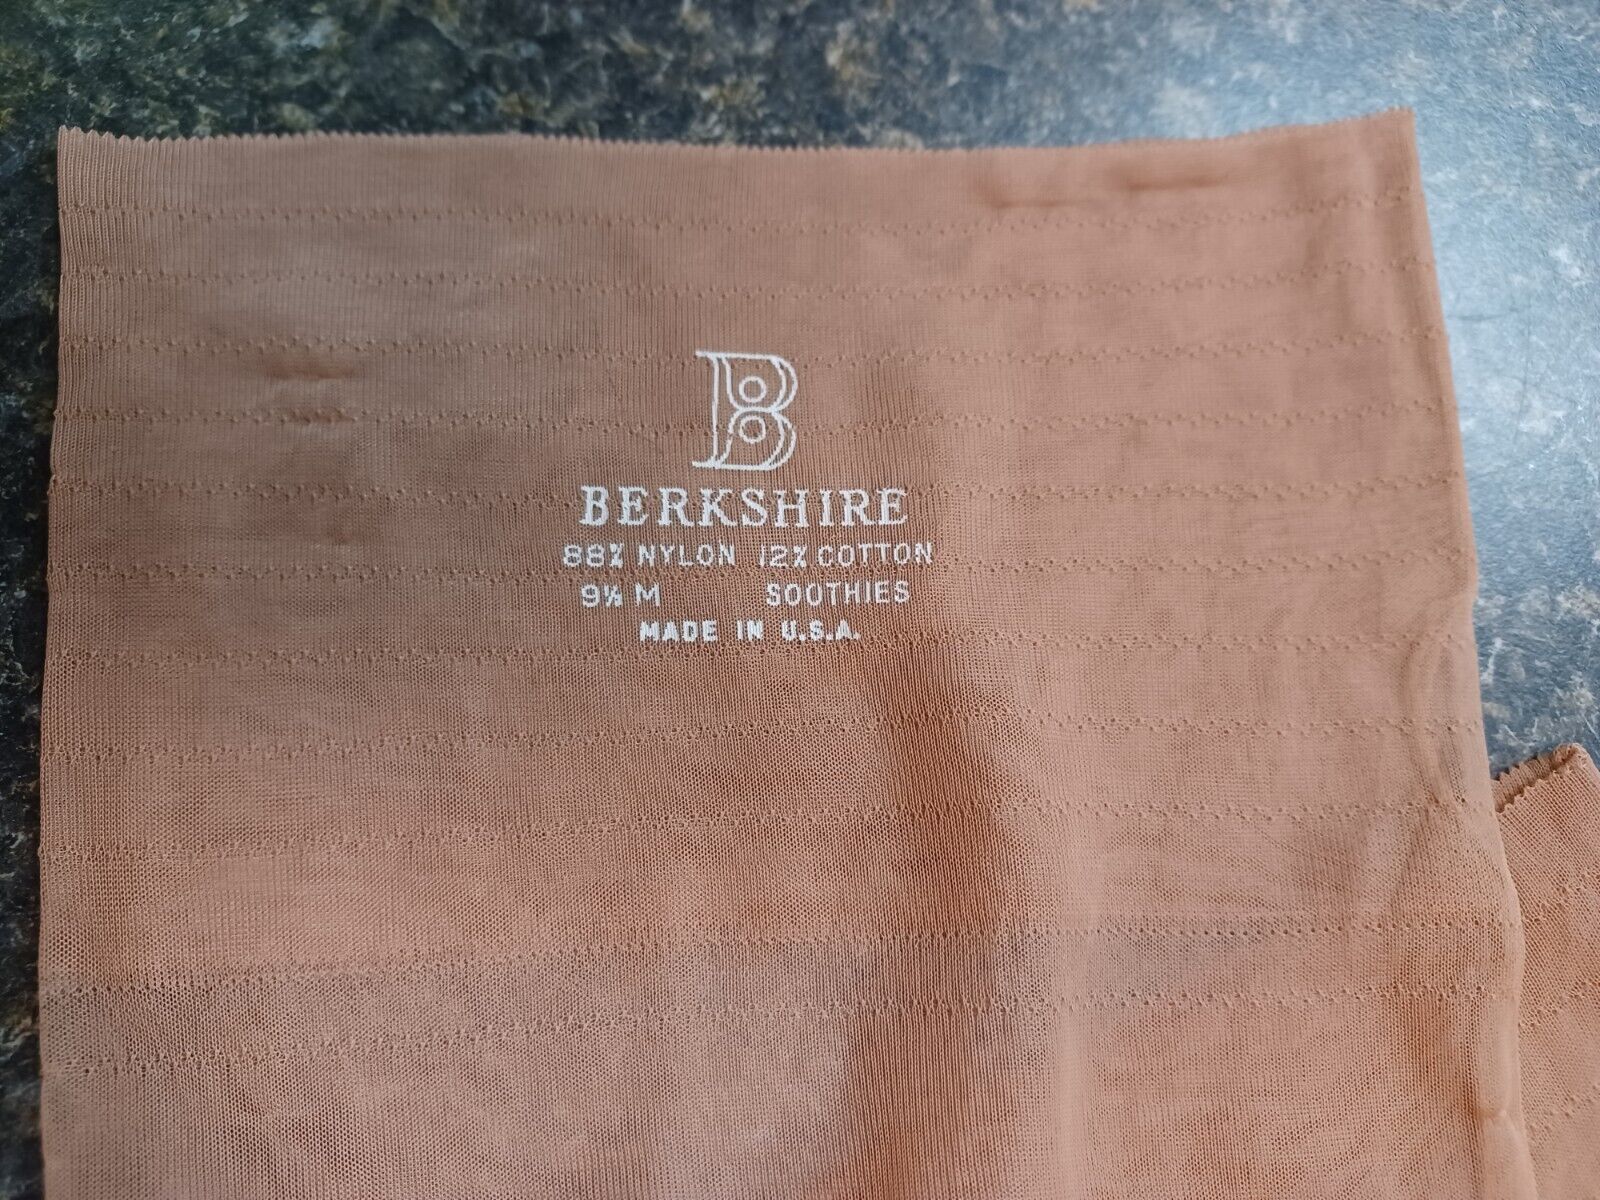 B
BERKSHIRE
88% NYLON 12% COTTON
9½ M SOOTHIES
MADE IN U.S.A.